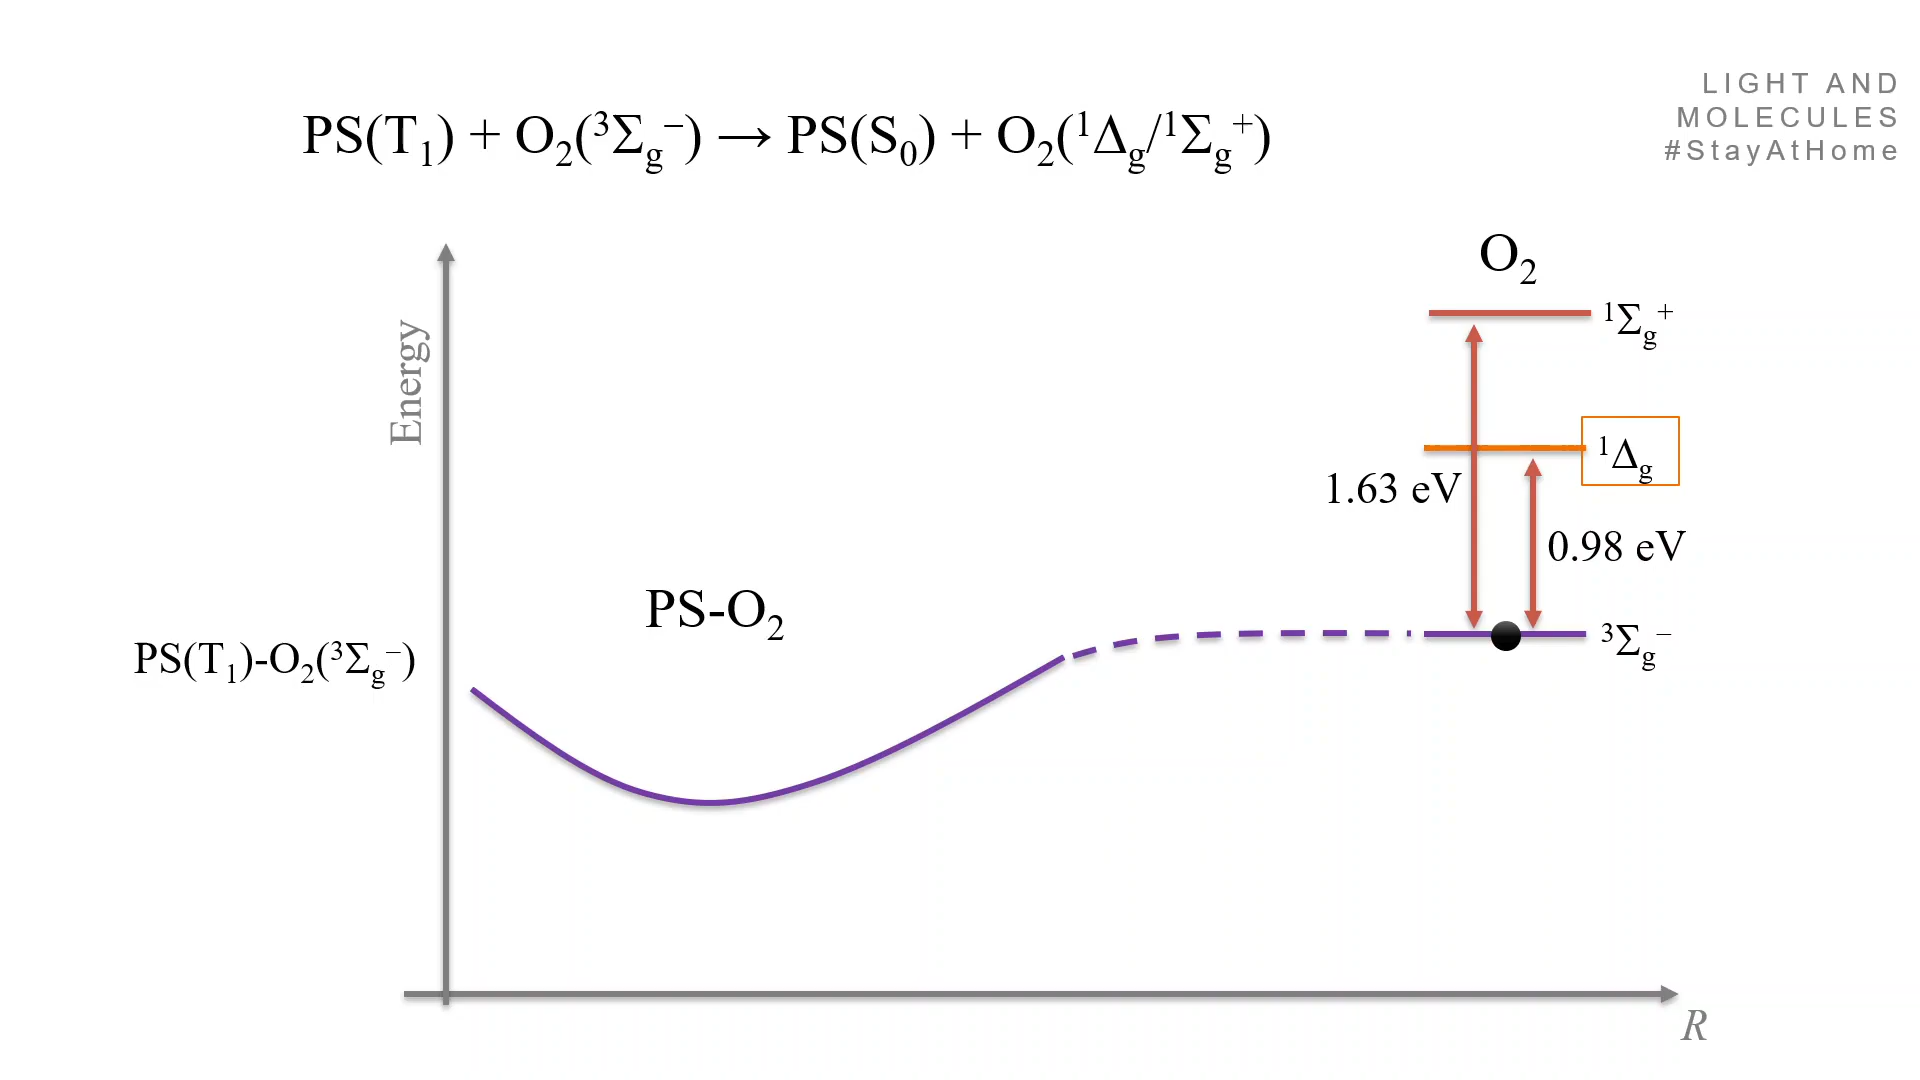 LIGHT AND
MOLECULES
#StayAtHome
PS(T₁) + O₂(³Σg⁻) → PS(S₀) + O₂(¹Δg/¹Σg⁺)
O₂
¹Σg⁺
Energy
¹Δg
1.63 eV
0.98 eV
PS-O₂
³Σg⁻
PS(T₁)-O₂(³Σg⁻)
R